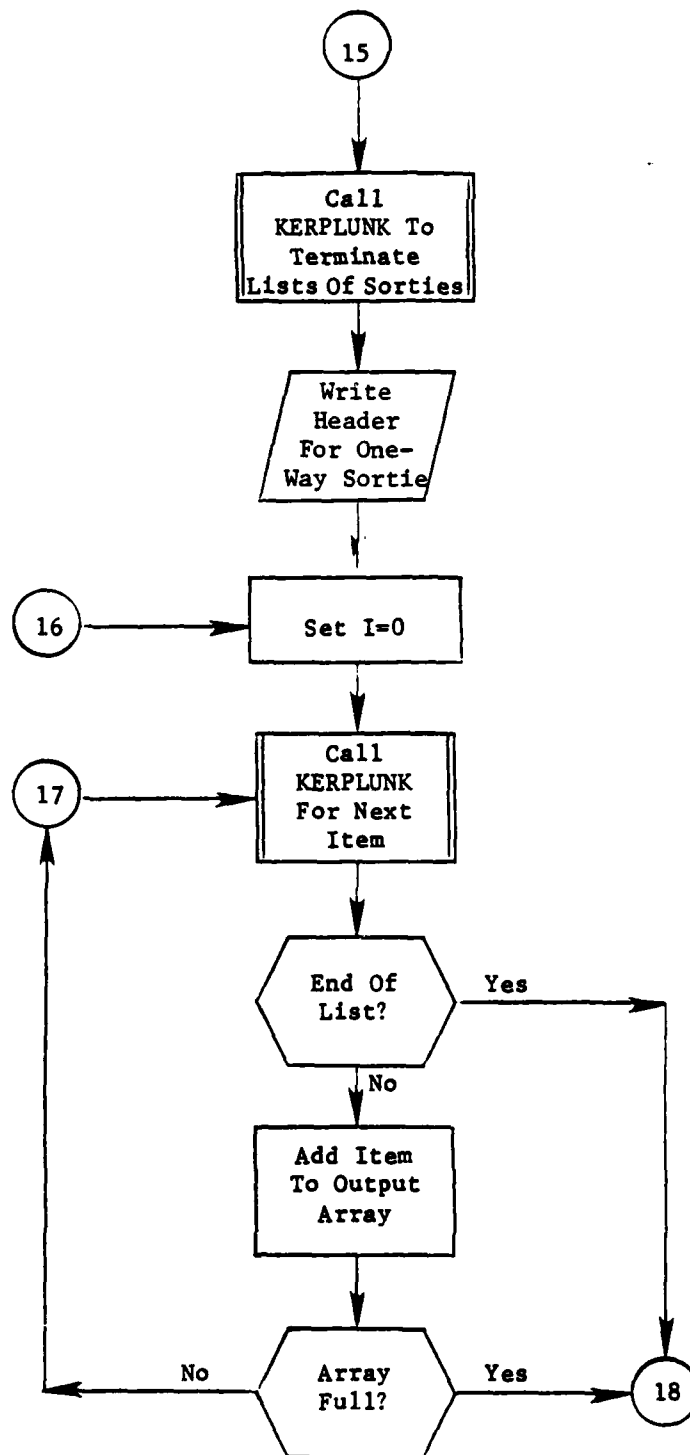 15
Call
KERPLUNK To
Terminate
Lists Of Sorties
Write
Header
For One-
Way Sortie
16
Set I=0
17
Call
KERPLUNK
For Next
Item
End Of
List?
Yes
No
Add Item
To Output
Array
No
Array
Full?
Yes
18